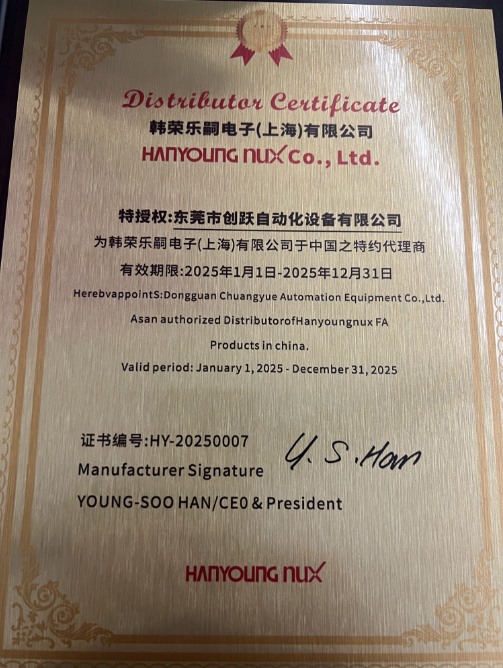 Distributor Certificate
韩荣乐嗣电子(上海)有限公司
HANYOUNG NUX Co., Ltd.
特授权:东莞市创跃自动化设备有限公司
为韩荣乐嗣电子(上海)有限公司于中国之特约代理商
有效期限:2025年1月1日-2025年12月31日
HerebvappointS:Dongguan Chuangyue Automation Equipment Co.,Ltd.
Asan authorized DistributorofHanyoungnux FA
Products in china.
Valid period: January 1, 2025 - December 31, 2025
证书编号:HY-20250007
Y. S. Han
Manufacturer Signature
YOUNG-SOO HAN/CEO & President
HANYOUNG NUX